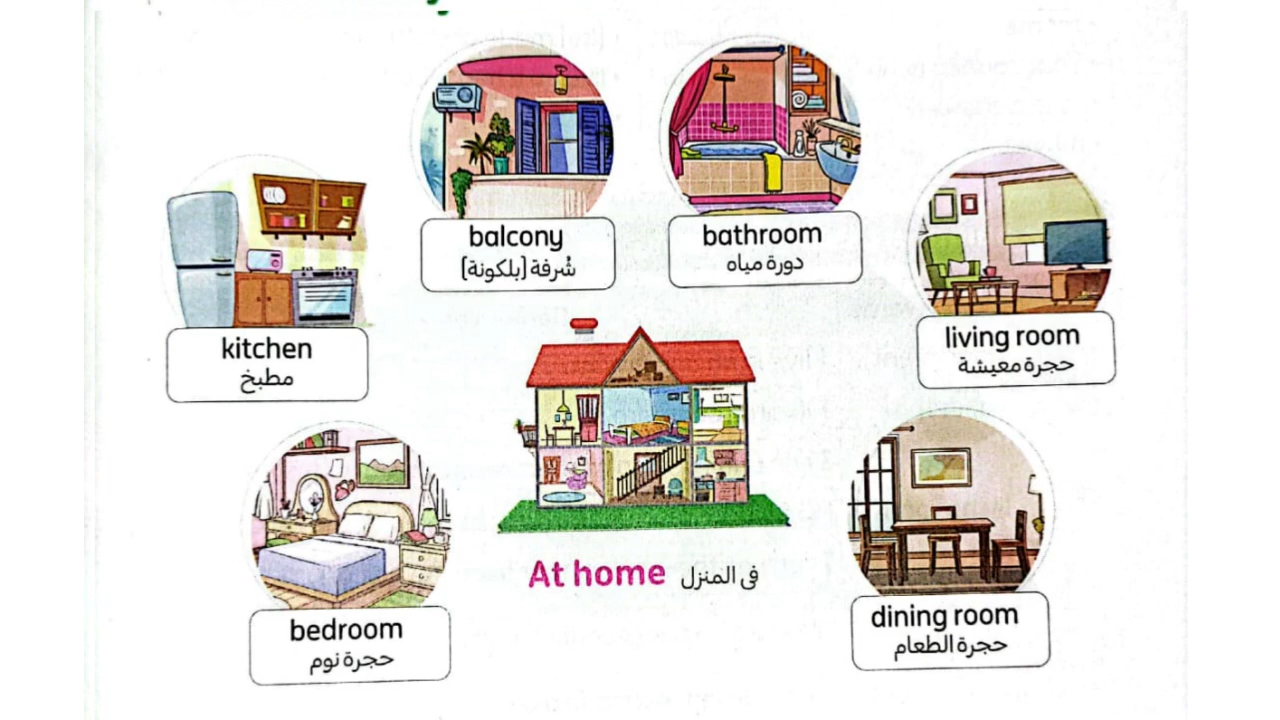 balcony
شُرفة (بلكونة)
bathroom
دورة مياه
kitchen
مطبخ
living room
حجرة معيشة
At home فى المنزل
bedroom
حجرة نوم
dining room
حجرة الطعام